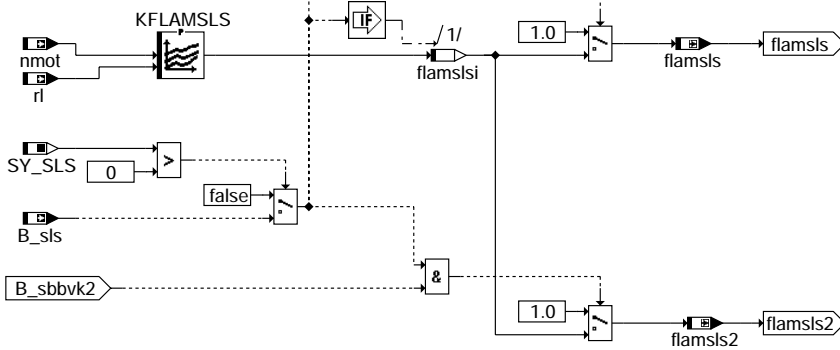 KFLAMSLS
P
IF
/1/
1.0
nmot
flamsls
flamsls
rl
flamslsi
SY_SLS
0
>
false
B_sls
&
B_sbbvk2
1.0
flamsls2
flamsls2